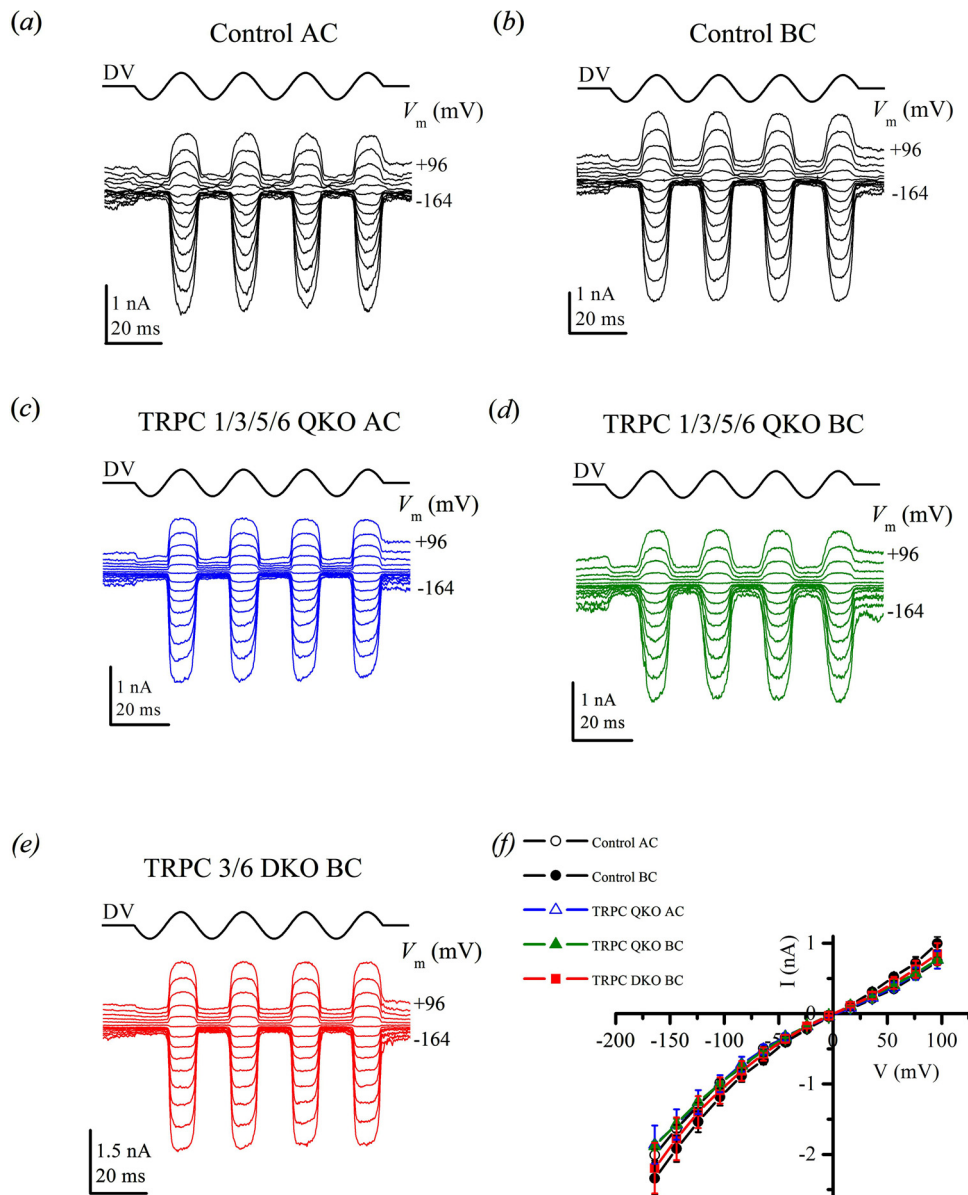 (a)
Control AC
DV
Vm (mV)
+96
-164
1 nA
20 ms
(b)
Control BC
DV
Vm (mV)
+96
-164
1 nA
20 ms
(c)
TRPC 1/3/5/6 QKO AC
DV
Vm (mV)
+96
-164
1 nA
20 ms
(d)
TRPC 1/3/5/6 QKO BC
DV
Vm (mV)
+96
-164
1 nA
20 ms
(e)
TRPC 3/6 DKO BC
DV
Vm (mV)
+96
-164
1.5 nA
20 ms
(f)
Control AC
Control BC
TRPC QKO AC
TRPC QKO BC
TRPC DKO BC
I (nA)
1
0
-1
-2
-200 -150 -100 -50 0 50 100
V (mV)